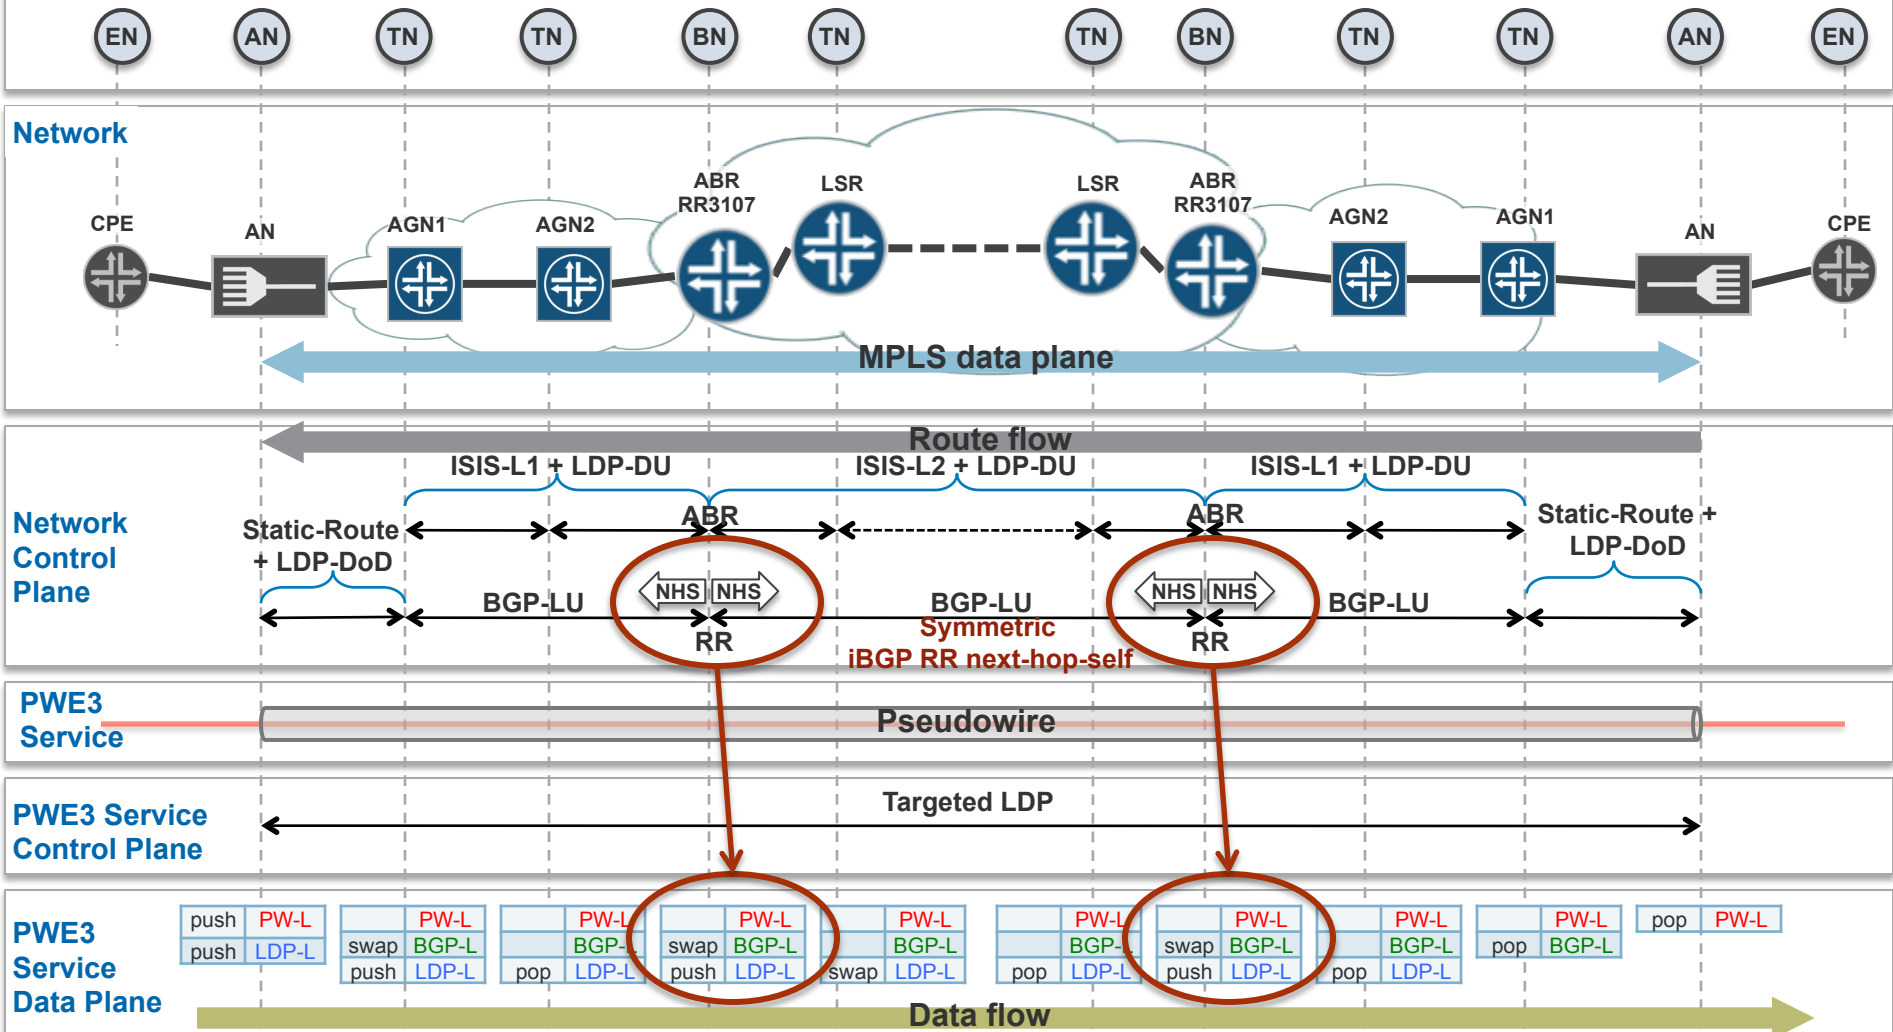 EN AN TN TN BN TN TN BN TN TN AN EN
Network
CPE AN AGN1 AGN2 ABR LSR LSR ABR AGN2 AGN1 AN CPE
RR3107 RR3107
MPLS data plane
Route flow
ISIS-L1 + LDP-DU ISIS-L2 + LDP-DU ISIS-L1 + LDP-DU
Network
Control
Plane
Static-Route
+ LDP-DoD
ABR ABR
Static-Route +
LDP-DoD
NHS NHS NHS NHS
BGP-LU BGP-LU BGP-LU
RR RR
Symmetric
iBGP RR next-hop-self
PWE3
Service
Pseudowire
PWE3 Service
Control Plane
Targeted LDP
PWE3
Service
Data Plane
push PW-L
push LDP-L
PW-L
swap BGP-L
push LDP-L
PW-L
BGP-L
pop LDP-L
PW-L
swap BGP-L
push LDP-L
PW-L
BGP-L
swap LDP-L
PW-L
BGP-L
pop LDP-L
PW-L
swap BGP-L
push LDP-L
PW-L
BGP-L
pop LDP-L
PW-L
pop BGP-L
pop PW-L
Data flow